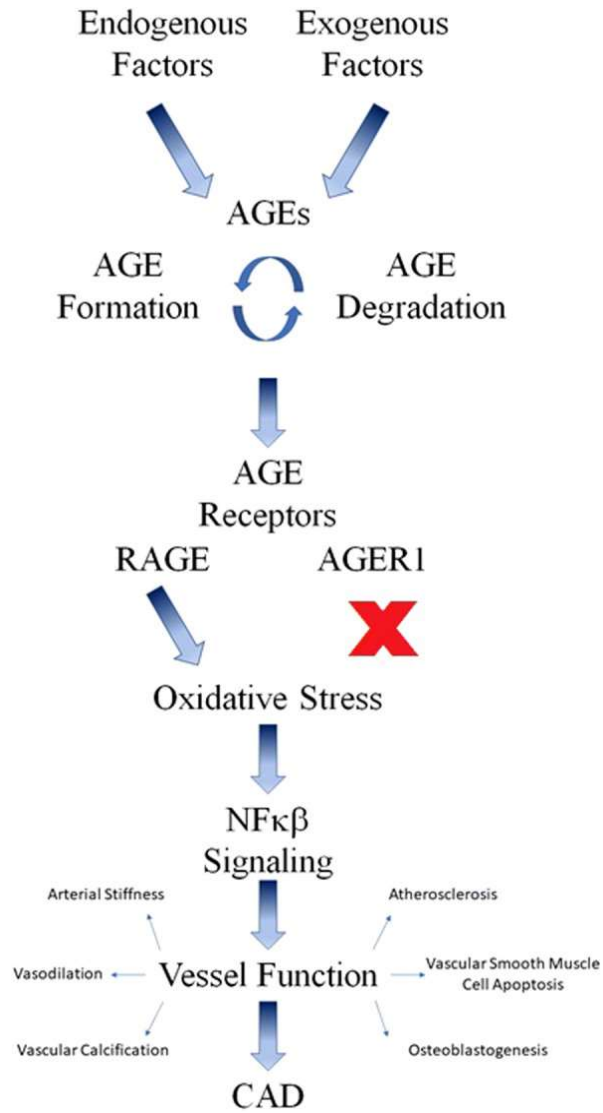 Endogenous Factors
Exogenous Factors
AGEs
AGE Formation
AGE Degradation
AGE Receptors
RAGE
AGER1
Oxidative Stress
NFκβ Signaling
Arterial Stiffness
Atherosclerosis
Vasodilation
Vessel Function
Vascular Smooth Muscle Cell Apoptosis
Vascular Calcification
Osteoblastogenesis
CAD